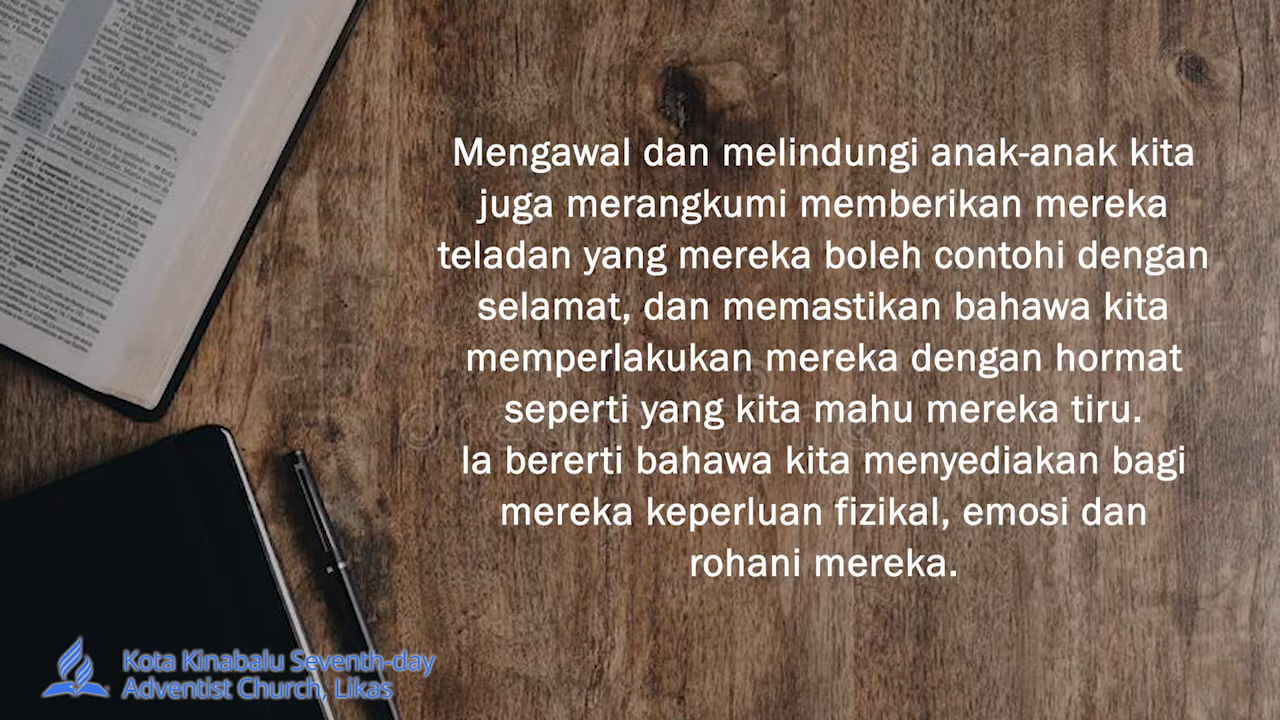 Mengawal dan melindungi anak-anak kita
juga merangkumi memberikan mereka
teladan yang mereka boleh contohi dengan
selamat, dan memastikan bahawa kita
memperlakukan mereka dengan hormat
seperti yang kita mahu mereka tiru.
Ia bererti bahawa kita menyediakan bagi
mereka keperluan fizikal, emosi dan
rohani mereka.
Kota Kinabalu Seventh-day
Adventist Church, Likas